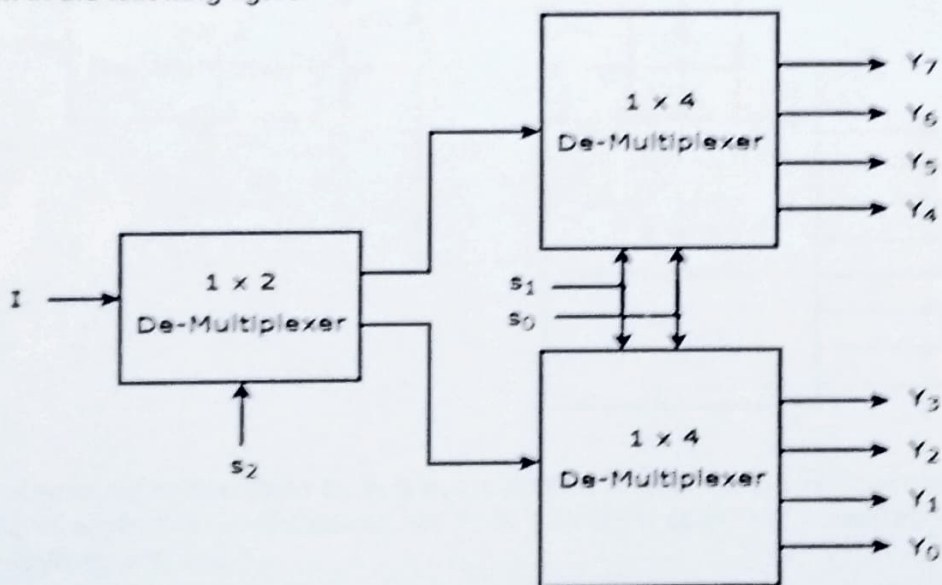 1 x 4
De-Multiplexer
Y7
Y6
Y5
Y4
1 x 2
De-Multiplexer
I
s2
s1
s0
1 x 4
De-Multiplexer
Y3
Y2
Y1
Y0